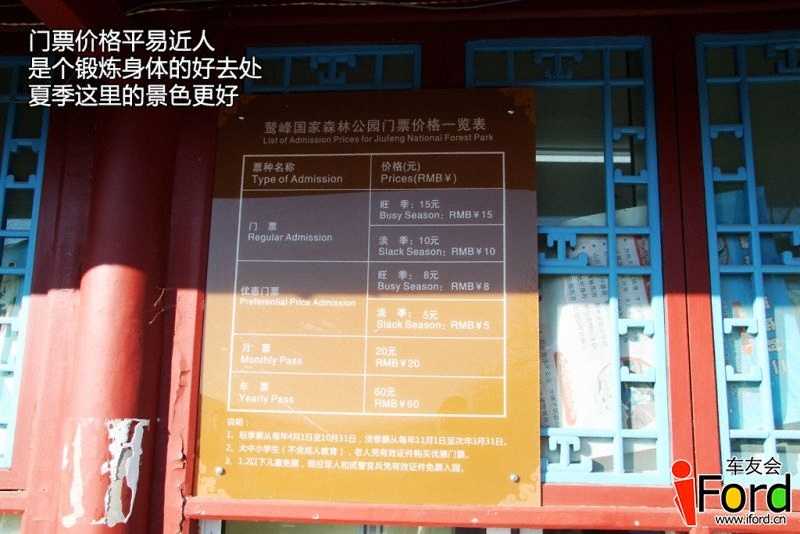 门票价格平易近人
是个锻炼身体的好去处
夏季这里的景色更好
鹫峰国家森林公园门票价格一览表
List of Admission Prices for Jiufeng National Forest Park
票种名称 价格(元)
Type of Admission Prices(RMB¥)
门 票 旺 季：15元
Regular Admission Busy Season：RMB¥15
淡 季：10元
Slack Season：RMB¥10
优惠门票 旺 季： 8元
Preferential Price Admission Busy Season：RMB¥8
淡 季： 5元
Slack Season：RMB¥5
月 票 20元
Monthly Pass RMB¥20
年 票 60元
Yearly Pass RMB¥60
说明：
1、旺季票从每年4月1日至10月31日，淡季票从每年11月1日至次年3月31日。
2、大中小学生（不含成人教育），老人凭有效证件购买优惠门票。
3、1.2以下儿童免票，现役军人和武警官兵凭有效证件免票入园。
车友会
iFord
www.iford.cn